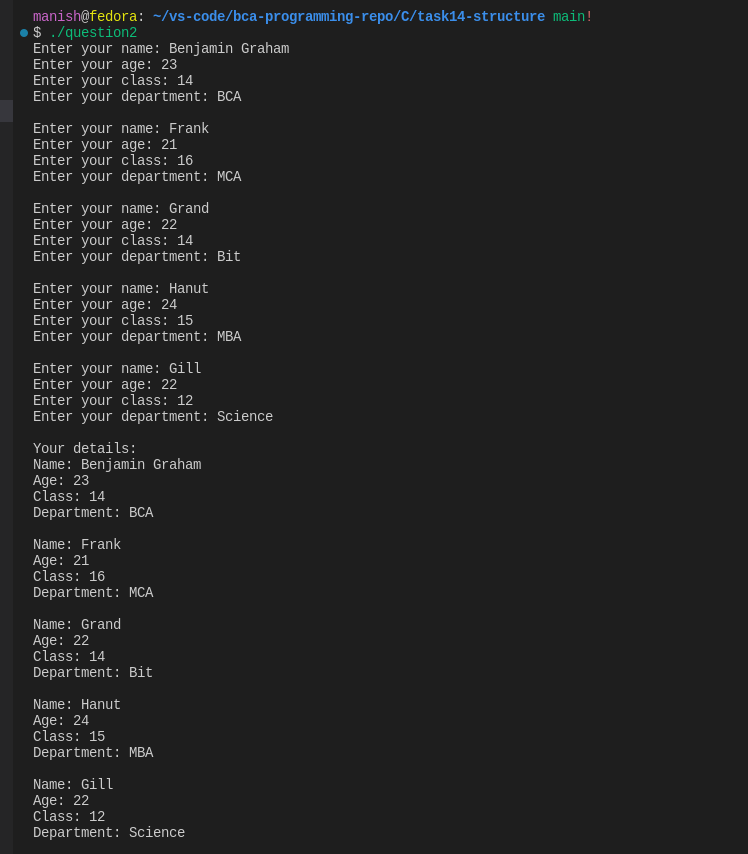 manish@fedora: ~/vs-code/bca-programming-repo/C/task14-structure main!
$ ./question2
Enter your name: Benjamin Graham
Enter your age: 23
Enter your class: 14
Enter your department: BCA
Enter your name: Frank
Enter your age: 21
Enter your class: 16
Enter your department: MCA
Enter your name: Grand
Enter your age: 22
Enter your class: 14
Enter your department: Bit
Enter your name: Hanut
Enter your age: 24
Enter your class: 15
Enter your department: MBA
Enter your name: Gill
Enter your age: 22
Enter your class: 12
Enter your department: Science
Your details:
Name: Benjamin Graham
Age: 23
Class: 14
Department: BCA
Name: Frank
Age: 21
Class: 16
Department: MCA
Name: Grand
Age: 22
Class: 14
Department: Bit
Name: Hanut
Age: 24
Class: 15
Department: MBA
Name: Gill
Age: 22
Class: 12
Department: Science